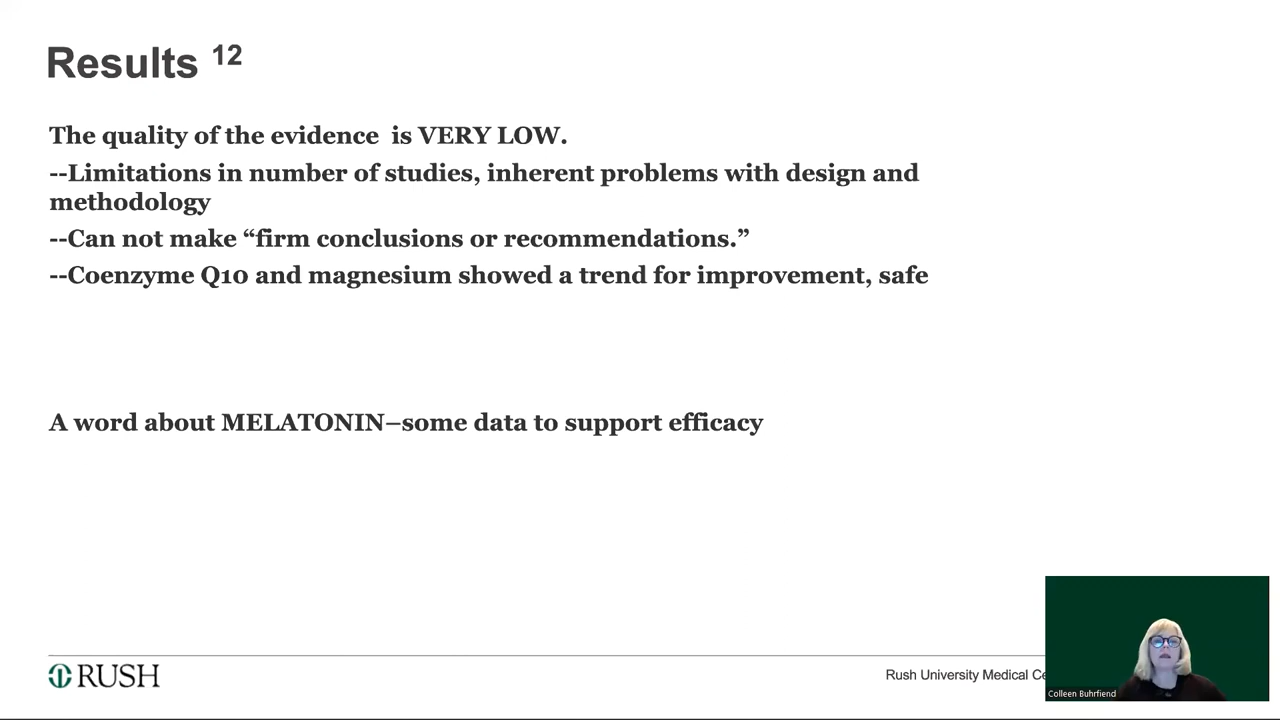 Results 12
The quality of the evidence is VERY LOW.
--Limitations in number of studies, inherent problems with design and
methodology
--Can not make “firm conclusions or recommendations.”
--Coenzyme Q10 and magnesium showed a trend for improvement, safe
A word about MELATONIN–some data to support efficacy
RUSH
Rush University Medical Ce
Colleen Buhrfiend